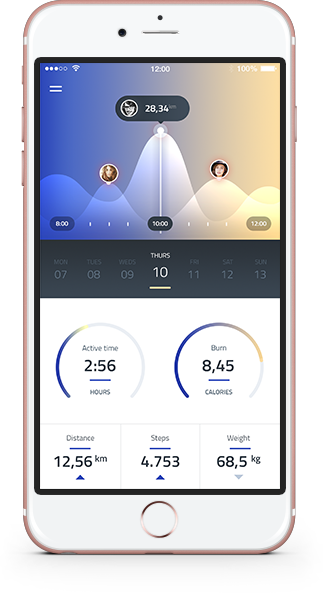 12:00 100%
28,34 km
8:00 10:00 12:00
MON TUES WEDS THURS FRI SAT SUN
07 08 09 10 11 12 13
Active time
2:56
HOURS
Burn
8,45
CALORIES
Distance Steps Weight
12,56 km 4.753 68,5 kg